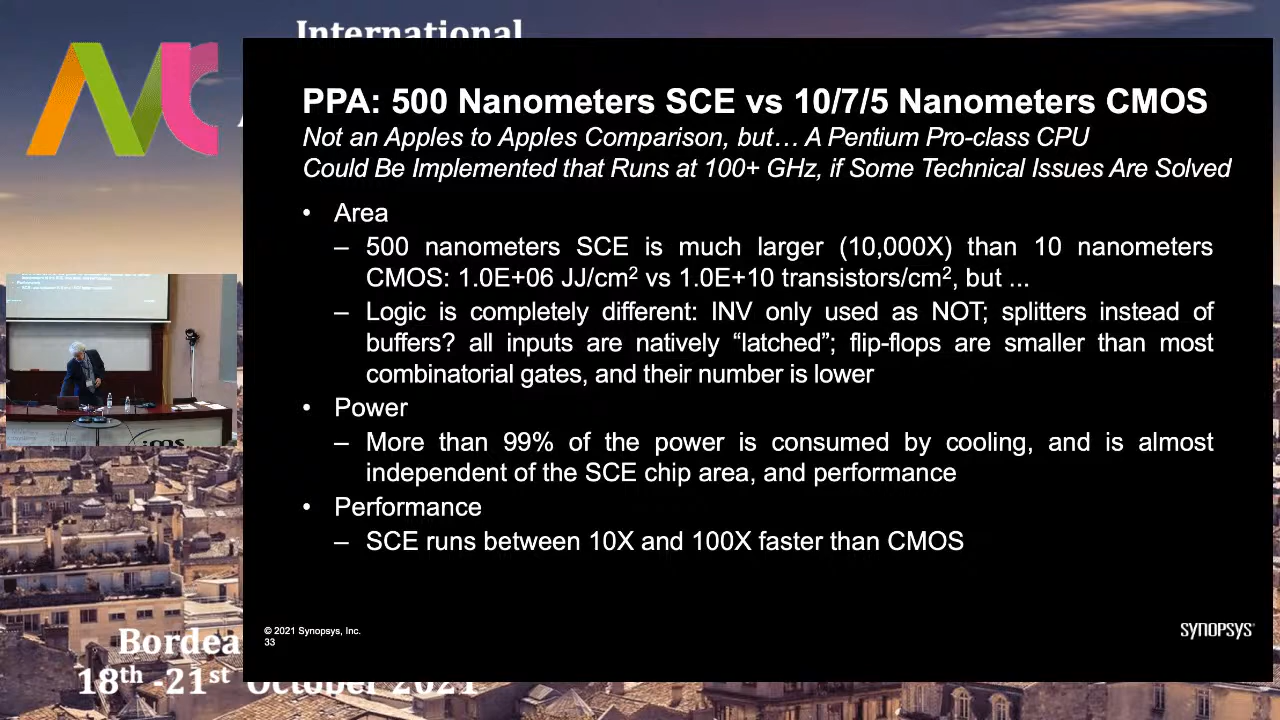 International
PPA: 500 Nanometers SCE vs 10/7/5 Nanometers CMOS
Not an Apples to Apples Comparison, but… A Pentium Pro-class CPU
Could Be Implemented that Runs at 100+ GHz, if Some Technical Issues Are Solved
• Area
– 500 nanometers SCE is much larger (10,000X) than 10 nanometers
CMOS: 1.0E+06 JJ/cm² vs 1.0E+10 transistors/cm², but ...
– Logic is completely different: INV only used as NOT; splitters instead of
buffers? all inputs are natively “latched”; flip-flops are smaller than most
combinatorial gates, and their number is lower
• Power
– More than 99% of the power is consumed by cooling, and is almost
independent of the SCE chip area, and performance
• Performance
– SCE runs between 10X and 100X faster than CMOS
© 2021 Synopsys, Inc.
33
SYNOPSYS®
ims
Bordea
18th -21st October 2021